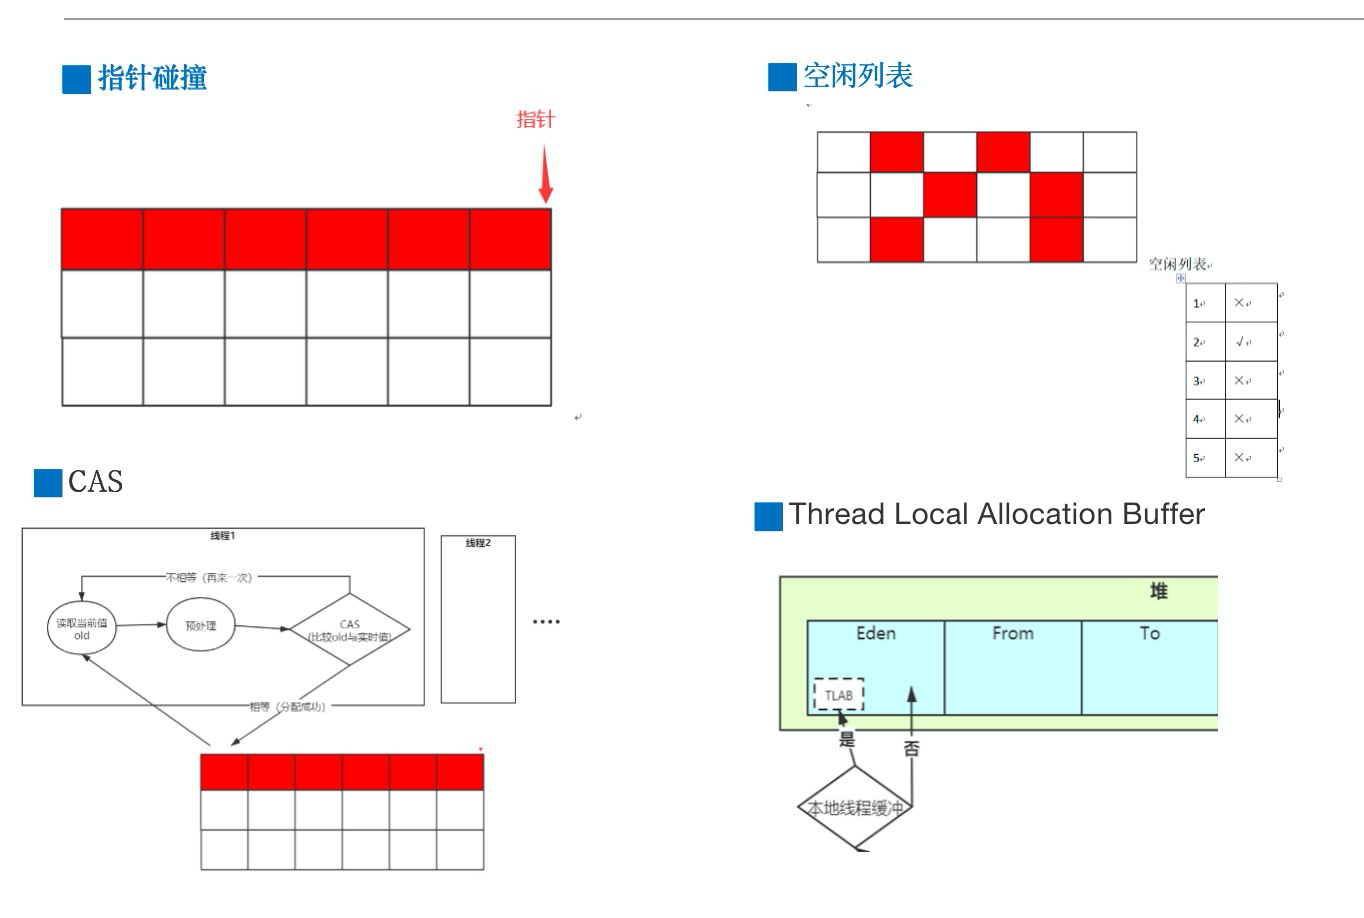 指针碰撞
指针
空闲列表
空闲列表
1 ×
2 √
3 ×
4 ×
5 ×
CAS
线程1
不相等（再来一次）
读取当前值
old
预处理
CAS
(比较old与实时值)
相等（分配成功）
线程2
....
Thread Local Allocation Buffer
堆
Eden
From
To
TLAB
是
否
本地线程缓冲